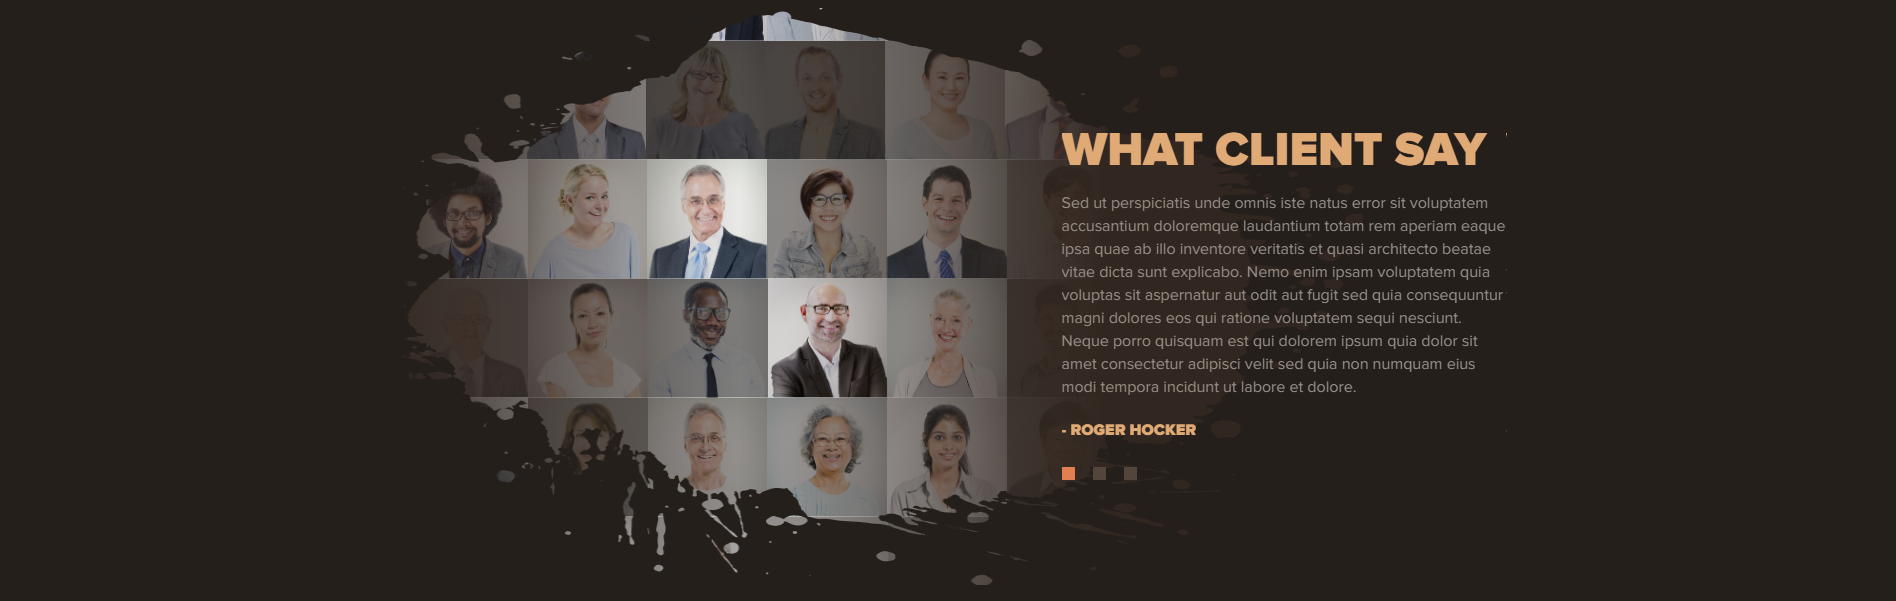 WHAT CLIENT SAY
Sed ut perspiciatis unde omnis iste natus error sit voluptatem
accusantium doloremque laudantium totam rem aperiam eaque
ipsa quae ab illo inventore veritatis et quasi architecto beatae
vitae dicta sunt explicabo. Nemo enim ipsam voluptatem quia
voluptas sit aspernatur aut odit aut fugit sed quia consequuntur
magni dolores eos qui ratione voluptatem sequi nesciunt.
Neque porro quisquam est qui dolorem ipsum quia dolor sit
amet consectetur adipisci velit sed quia non numquam eius
modi tempora incidunt ut labore et dolore.
- ROGER HOCKER